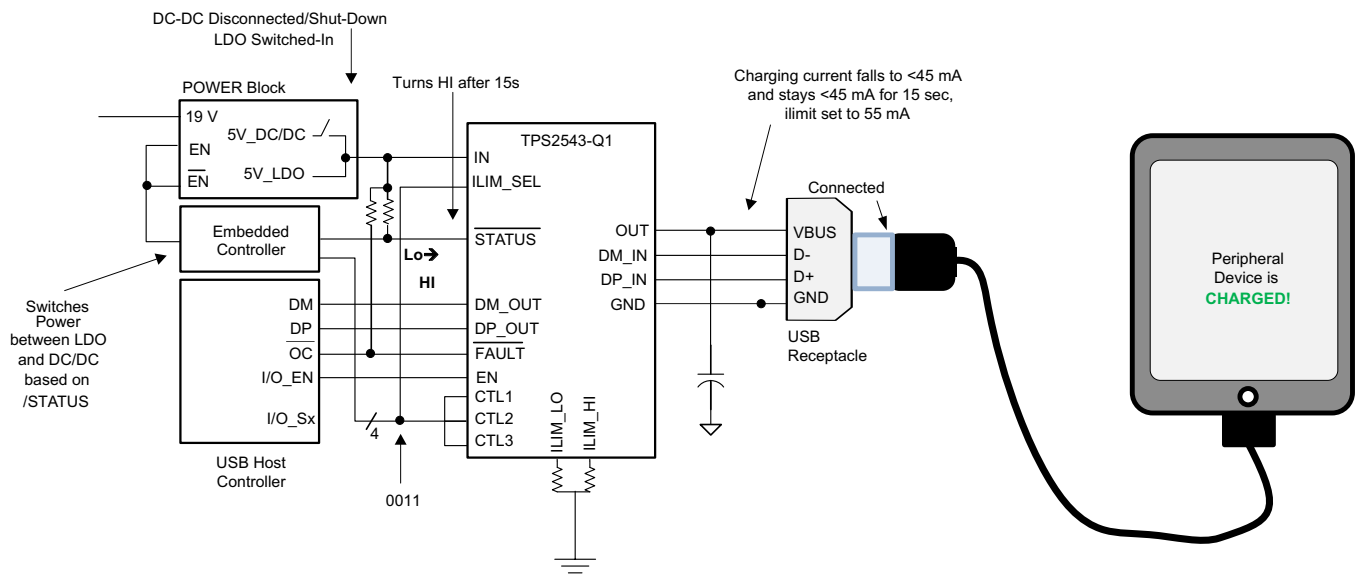 DC-DC Disconnected/Shut-Down
LDO Switched-In
POWER Block
19 V
5V_DC/DC
EN
EN
5V_LDO
Turns HI after 15s
TPS2543-Q1
IN
ILIM_SEL
STATUS
Lo→
HI
DM_OUT
DP_OUT
FAULT
EN
CTL1
CTL2
CTL3
ILIM_LO
ILIM_HI
OUT
DM_IN
DP_IN
GND
Embedded
Controller
Switches
Power
between LDO
and DC/DC
based on
/STATUS
DM
DP
OC
I/O_EN
I/O_Sx
USB Host
Controller
4
0011
Charging current falls to <45 mA
and stays <45 mA for 15 sec,
ilimit set to 55 mA
Connected
VBUS
D-
D+
GND
USB
Receptacle
Peripheral
Device is
CHARGED!